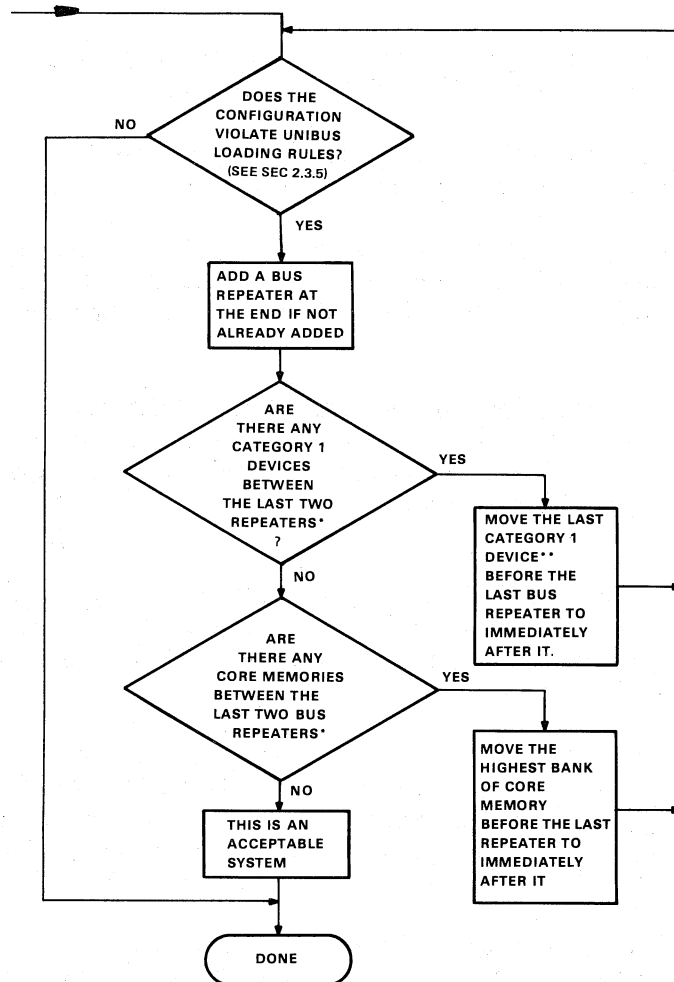 DOES THE
CONFIGURATION
VIOLATE UNIBUS
LOADING RULES?
(SEE SEC 2.3.5)
NO
YES
ADD A BUS
REPEATER AT
THE END IF NOT
ALREADY ADDED
ARE
THERE ANY
CATEGORY 1
DEVICES
BETWEEN
THE LAST TWO
REPEATERS*
?
YES
MOVE THE LAST
CATEGORY 1
DEVICE**
BEFORE THE
LAST BUS
REPEATER TO
IMMEDIATELY
AFTER IT.
NO
ARE
THERE ANY
CORE MEMORIES
BETWEEN THE
LAST TWO BUS
REPEATERS*
YES
MOVE THE
HIGHEST BANK
OF CORE
MEMORY
BEFORE THE LAST
REPEATER TO
IMMEDIATELY
AFTER IT
NO
THIS IS AN
ACCEPTABLE
SYSTEM
DONE